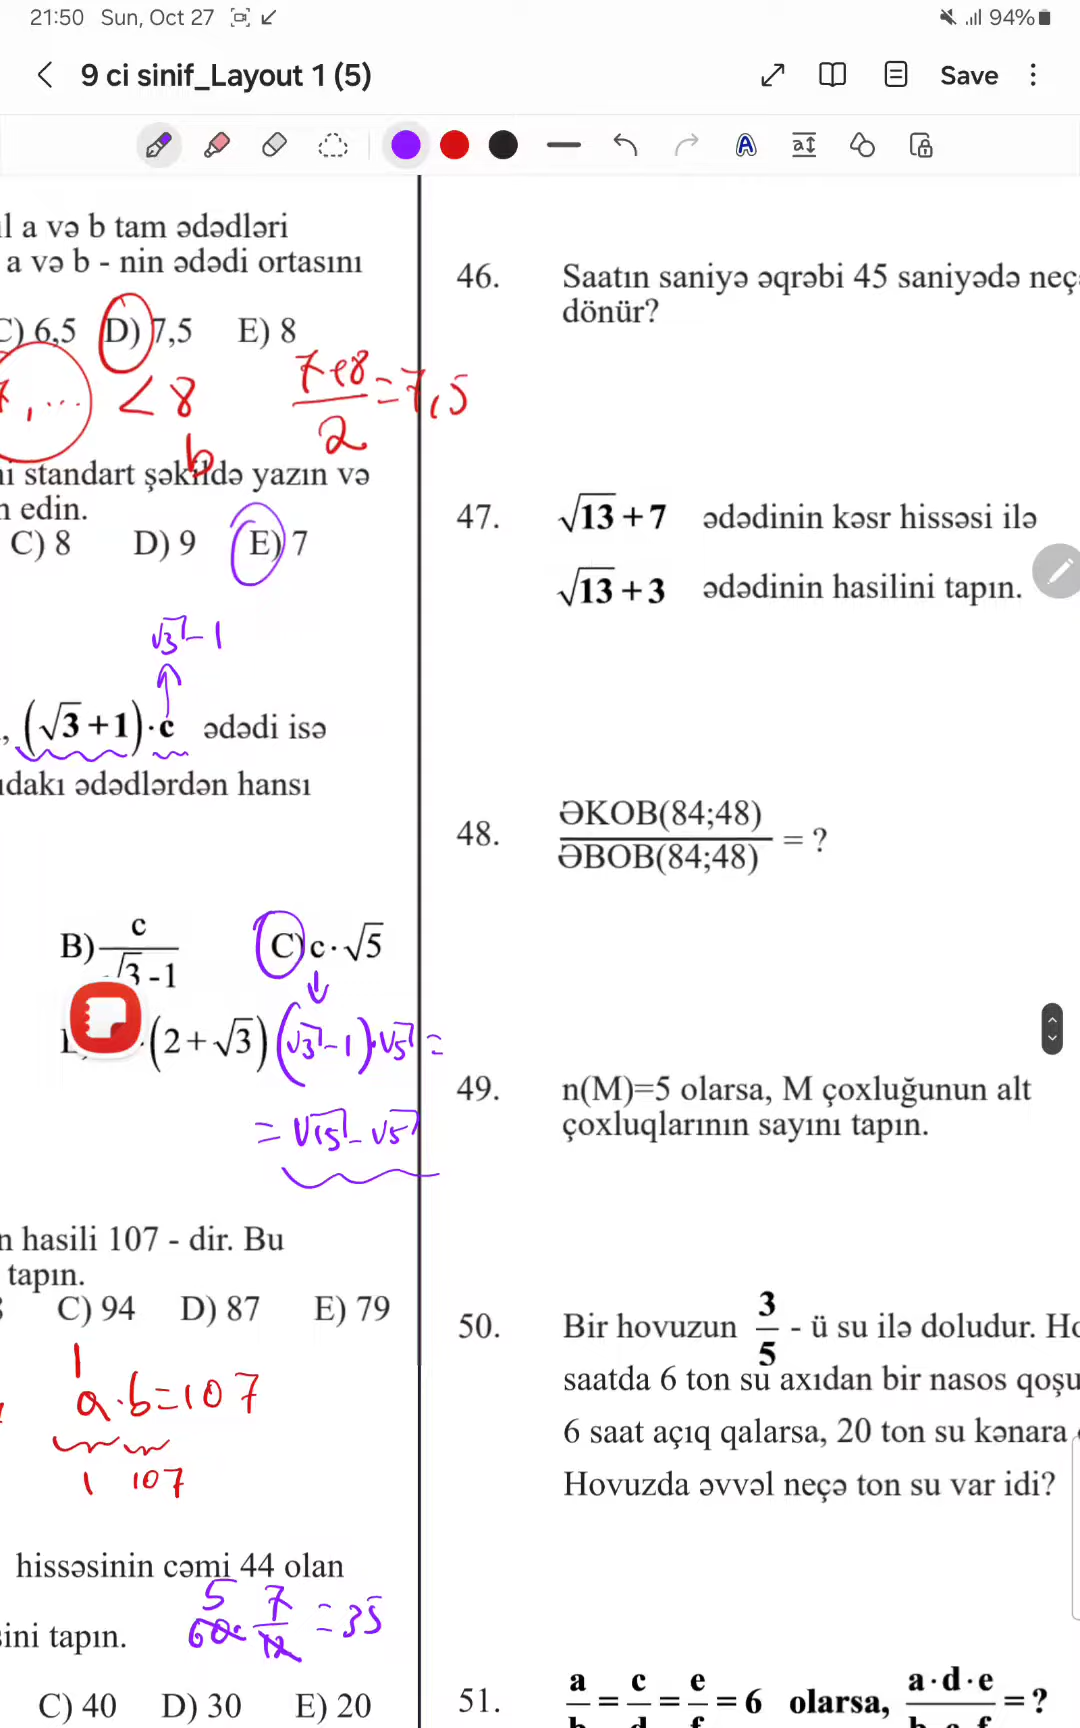 21:50 Sun, Oct 27
94%
9 ci sinif_Layout 1 (5)
Save
a və b tam ədədləri
a və b - nin ədədi ortasını
C) 6,5 D) 7,5 E) 8
7,... < 8
b
7+8/2 = 7,5
standart şəkildə yazın və
edin.
C) 8 D) 9 E) 7
√3 - 1
, (√3+1)·c ədədi isə
ədədlərdən hansı
B) c/√3-1 C) c·√5
(2+√3) (√3-1)·√5 =
= √15 - √5
hasili 107 - dir. Bu
tapın.
C) 94 D) 87 E) 79
1
a·b=107
1 107
hissəsinin cəmi 44 olan
5 7
60· 12 = 35
tapın.
C) 40 D) 30 E) 20
46. Saatın saniyə əqrəbi 45 saniyədə
dönür?
47. √13+7 ədədinin kəsr hissəsi ilə
√13+3 ədədinin hasilini tapın.
48. ƏKOB(84;48)/ƏBOB(84;48) = ?
49. n(M)=5 olarsa, M çoxluğunun alt
çoxluqlarının sayını tapın.
50. Bir hovuzun 3/5 - ü su ilə doludur.
saatda 6 ton su axıdan bir nasos
6 saat açıq qalarsa, 20 ton su kənara
Hovuzda əvvəl neçə ton su var idi?
51. a/b = c/d = e/f = 6 olarsa, a·d·e/b·c·f = ?